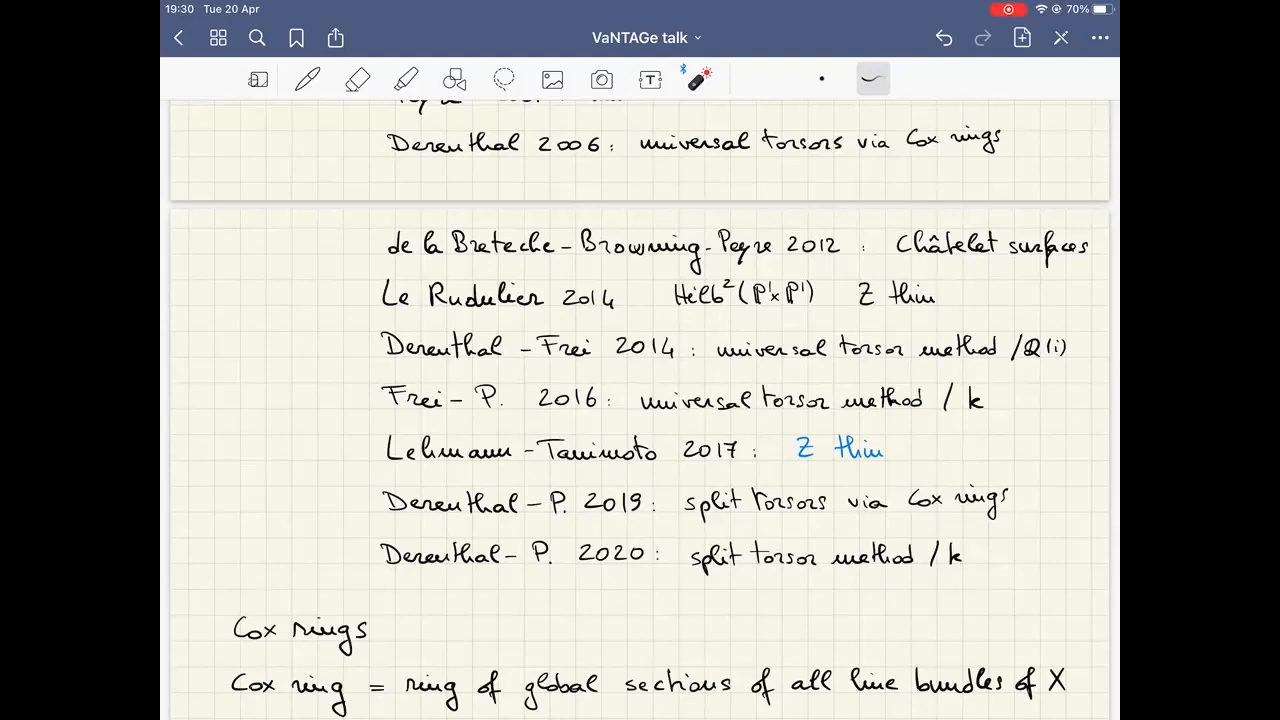 19:30 Tue 20 Apr
70%
VaNTAGe talk
T
Derenthal 2006: universal torsors via Cox rings
de la Bretèche-Browning-Peyre 2012: Châtelet surfaces
Le Rudulier 2014 Hilb²(P¹×P¹) Z thin
Derenthal-Frei 2014: universal torsor method /Q(i)
Frei-P. 2016: universal torsor method / k
Lehmann-Tanimoto 2017: Z thin
Derenthal-P. 2019: split torsors via Cox rings
Derenthal-P. 2020: split torsor method / k
Cox rings
Cox ring = ring of global sections of all line bundles of X